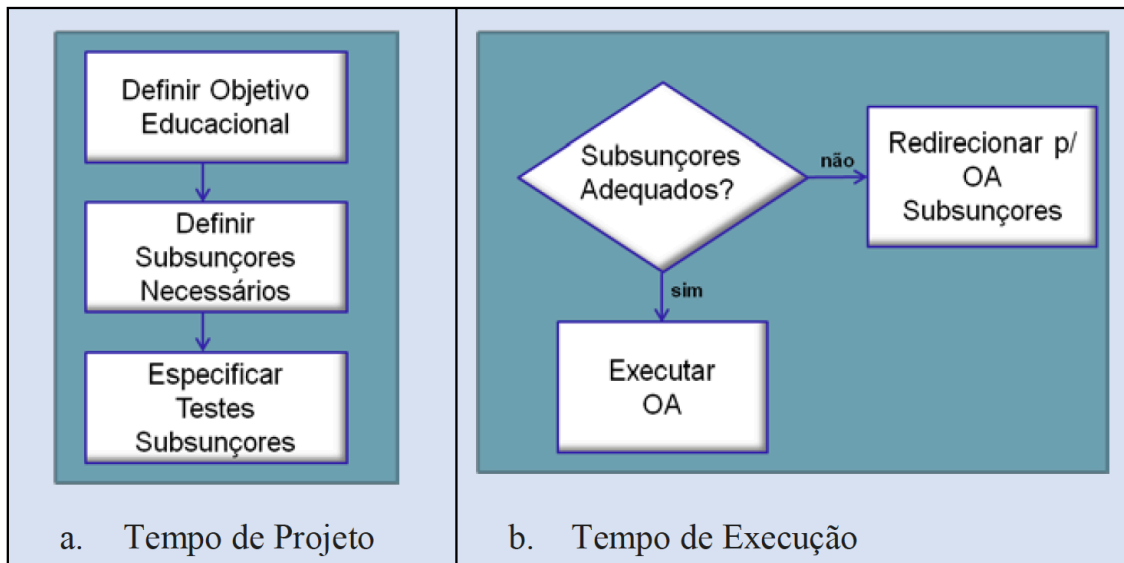 Definir Objetivo
Educacional
Definir
Subsunçores
Necessários
Especificar
Testes
Subsunçores
a. Tempo de Projeto
Subsunçores
Adequados?
não
Redirecionar p/
OA
Subsunçores
sim
Executar
OA
b. Tempo de Execução